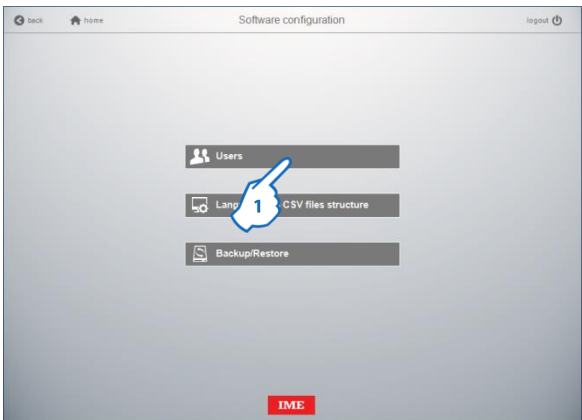 back home Software configuration logout
Users
Lang CSV files structure
1
Backup/Restore
IME